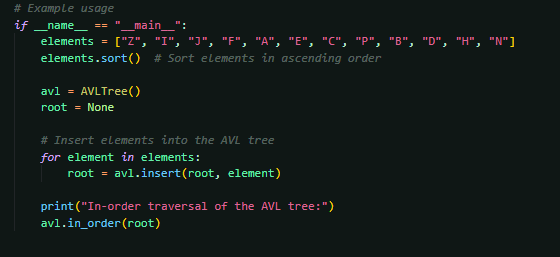 # Example usage
if __name__ == "__main__":
    elements = ["Z", "I", "J", "F", "A", "E", "C", "P", "B", "D", "H", "N"]
    elements.sort()  # Sort elements in ascending order
    avl = AVLTree()
    root = None
    # Insert elements into the AVL tree
    for element in elements:
        root = avl.insert(root, element)
    print("In-order traversal of the AVL tree:")
    avl.in_order(root)